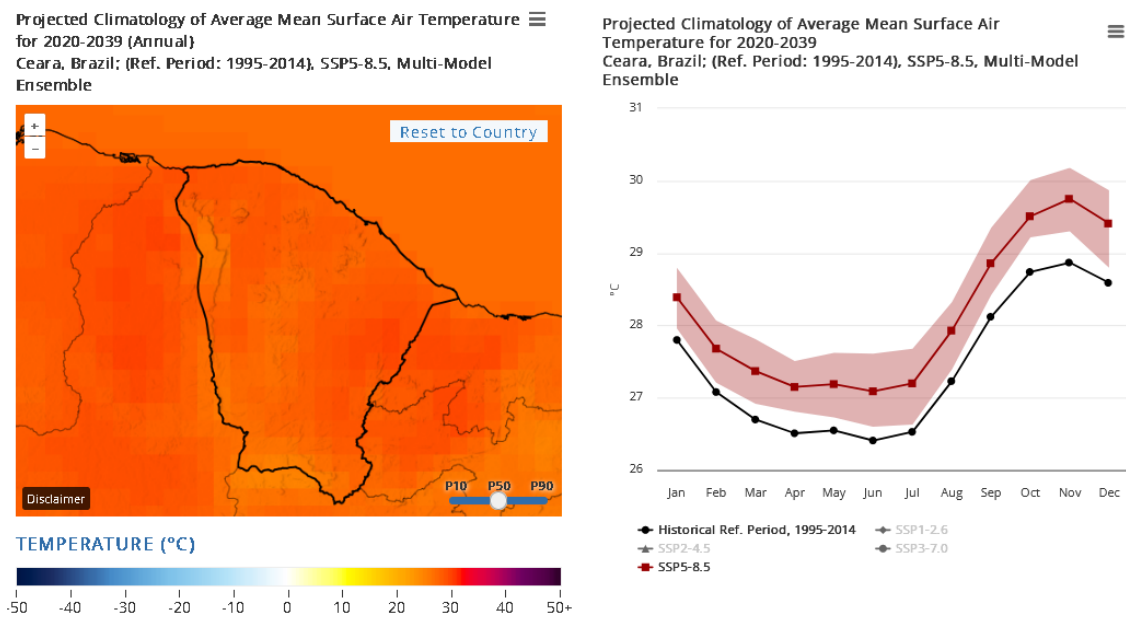 Projected Climatology of Average Mean Surface Air Temperature
for 2020-2039 (Annual)
Ceara, Brazil; (Ref. Period: 1995-2014), SSP5-8.5, Multi-Model
Ensemble
+
−
Reset to Country
P10 P50 P90
Disclaimer
TEMPERATURE (°C)
-50 -40 -30 -20 -10 0 10 20 30 40 50+
Projected Climatology of Average Mean Surface Air
Temperature for 2020-2039
Ceara, Brazil; (Ref. Period: 1995-2014), SSP5-8.5, Multi-Model
Ensemble
31
30
29
°C
28
27
26
Jan Feb Mar Apr May Jun Jul Aug Sep Oct Nov Dec
Historical Ref. Period, 1995-2014 SSP1-2.6
SSP2-4.5 SSP3-7.0
SSP5-8.5